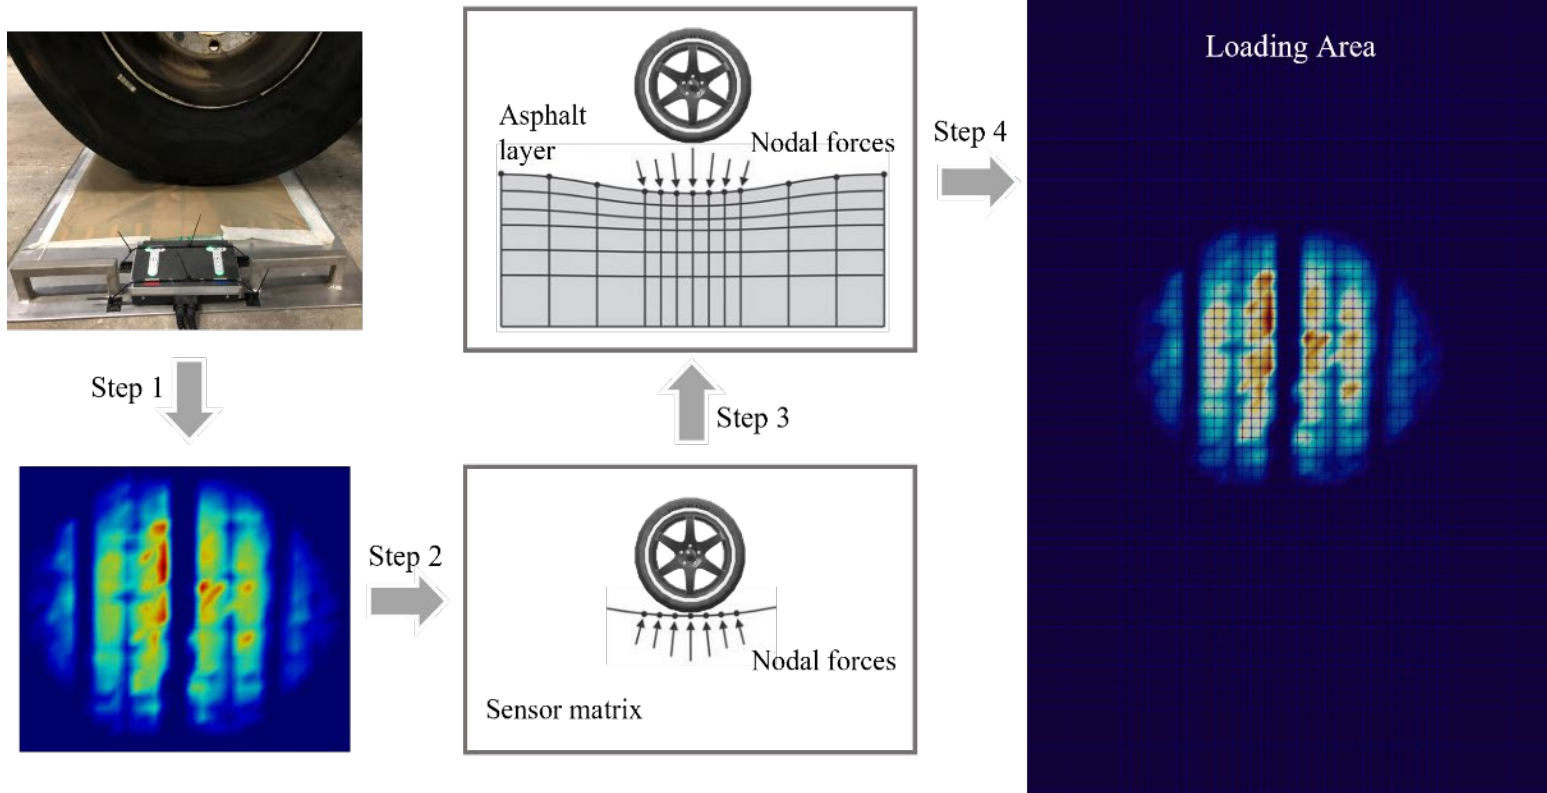 Step 1
Step 2
Sensor matrix
Nodal forces
Step 3
Asphalt
layer
Nodal forces
Step 4
Loading Area